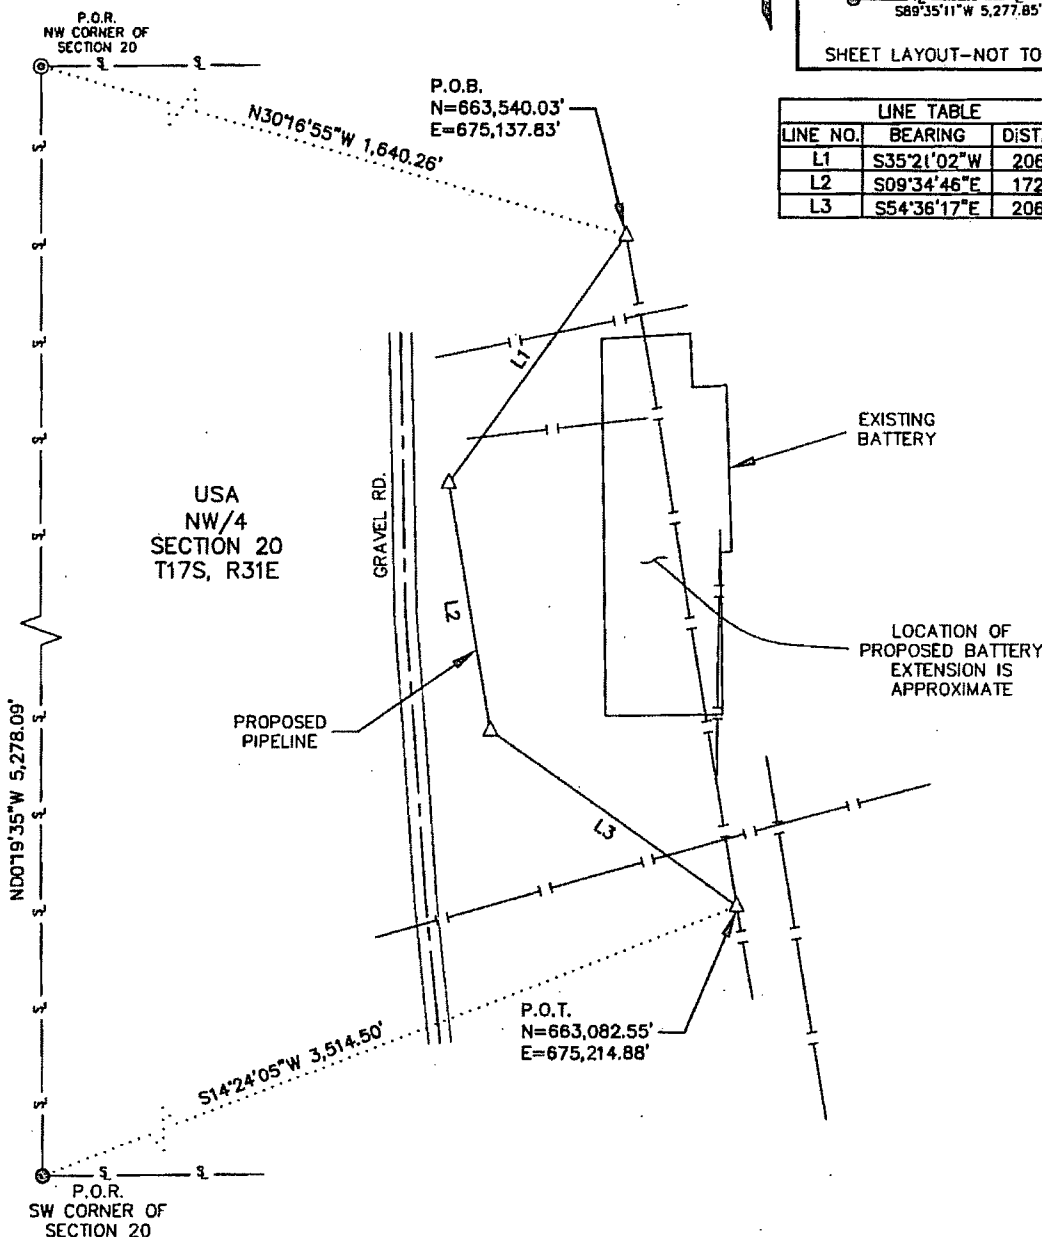 P.O.R.
NW CORNER OF
SECTION 20
N30°16'55"W 1,640.26'
P.O.B.
N=663,540.03'
E=675,137.83'
S89°35'11"W 5,277.85'
SHEET LAYOUT-NOT TO
LINE TABLE
LINE NO. BEARING DIST.
L1 S35°21'02"W 206
L2 S09°34'46"E 172
L3 S54°36'17"E 206
L1
EXISTING
BATTERY
USA
NW/4
SECTION 20
T17S, R31E
GRAVEL RD.
L2
LOCATION OF
PROPOSED BATTERY
EXTENSION IS
APPROXIMATE
PROPOSED
PIPELINE
N00°19'35"W 5,278.09'
L3
P.O.T.
N=663,082.55'
E=675,214.88'
S14°24'05"W 3,514.50'
P.O.R.
SW CORNER OF
SECTION 20